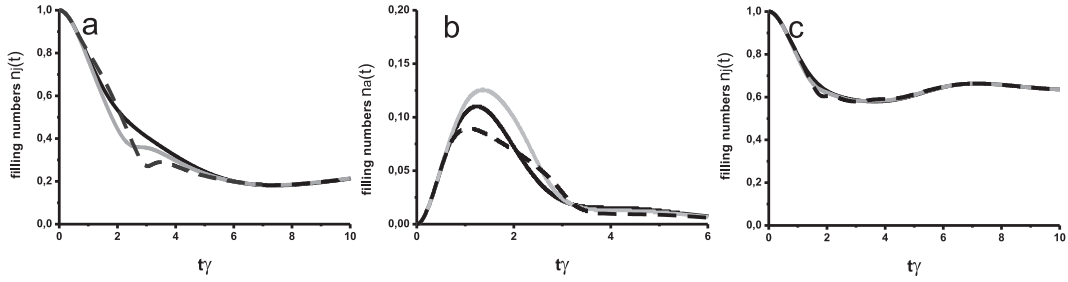 a
filling numbers nj(t)
1,0
0,8
0,6
0,4
0,2
0,0
0 2 4 6 8 10
tγ
b
filling numbers na(t)
0,20
0,15
0,10
0,05
0,00
0 2 4 6
tγ
c
filling numbers nj(t)
1,0
0,8
0,6
0,4
0,2
0,0
0 2 4 6 8 10
tγ